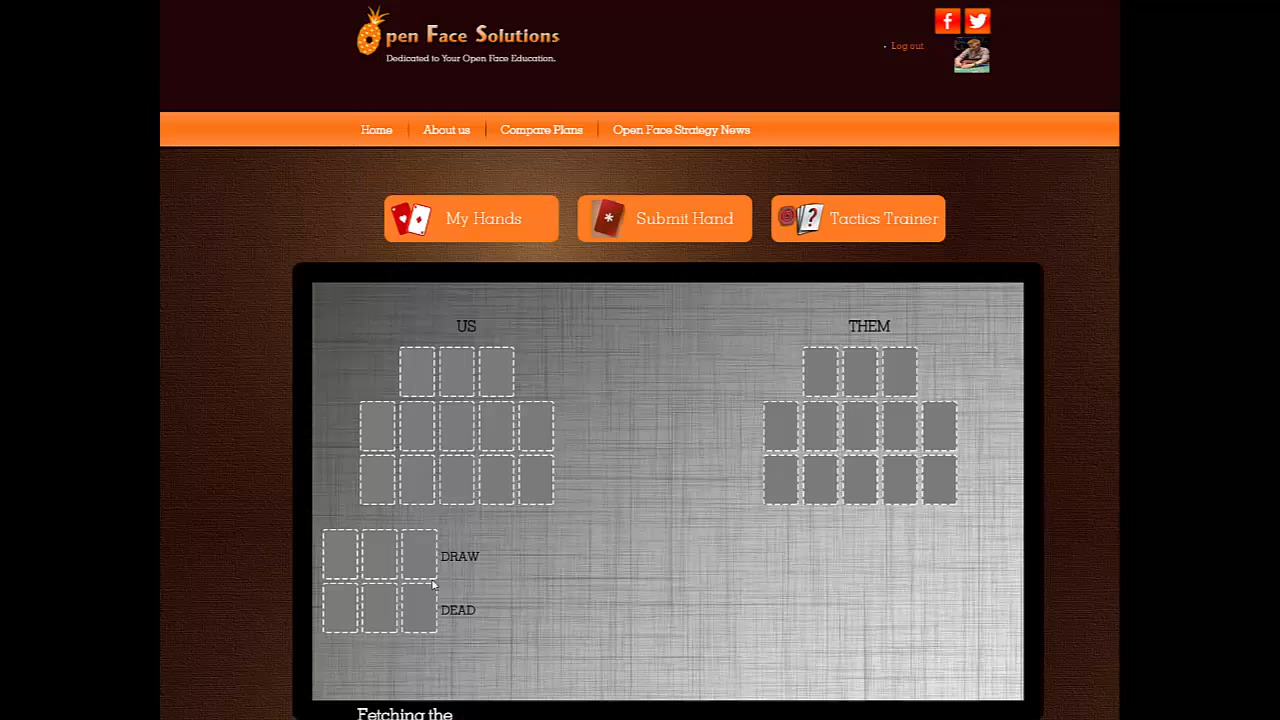 Open Face Solutions
Dedicated to Your Open Face Education.
Log out
Home
About us
Compare Plans
Open Face Strategy News
My Hands
Submit Hand
Tactics Trainer
US
THEM
DRAW
DEAD
Fetching the